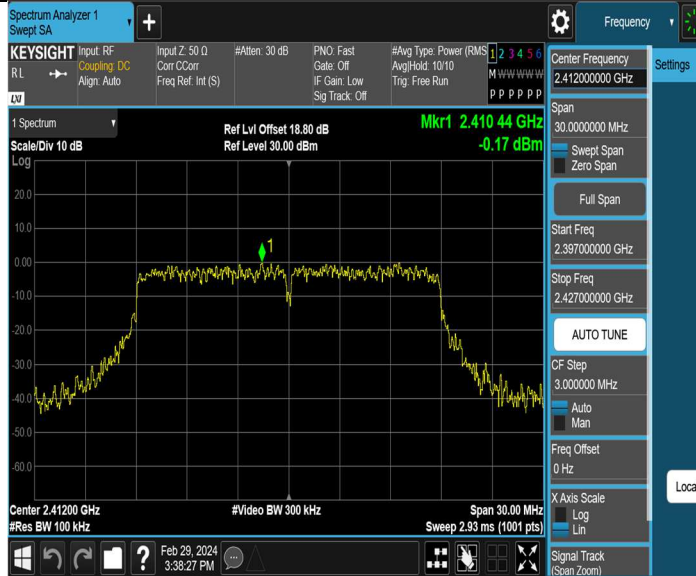 Spectrum Analyzer 1
Swept SA
+
Frequency
KEYSIGHT
RL
LXI
Input: RF
Coupling: DC
Align: Auto
Input Z: 50 Ω
Corr CCorr
Freq Ref: Int (S)
#Atten: 30 dB
PNO: Fast
Gate: Off
IF Gain: Low
Sig Track: Off
#Avg Type: Power (RMS
Avg|Hold: 10/10
Trig: Free Run
1 2 3 4 5 6
M W W W W W
P P P P P P
1 Spectrum
Scale/Div 10 dB
Log
Ref Lvl Offset 18.80 dB
Ref Level 30.00 dBm
Mkr1 2.410 44 GHz
-0.17 dBm
20.0
10.0
0.00
-10.0
-20.0
-30.0
-40.0
-50.0
-60.0
1
Center 2.41200 GHz
#Res BW 100 kHz
#Video BW 300 kHz
Span 30.00 MHz
Sweep 2.93 ms (1001 pts)
?
Feb 29, 2024
3:38:27 PM
Center Frequency
2.412000000 GHz
Span
30.0000000 MHz
Swept Span
Zero Span
Full Span
Start Freq
2.397000000 GHz
Stop Freq
2.427000000 GHz
AUTO TUNE
CF Step
3.000000 MHz
Auto
Man
Freq Offset
0 Hz
X Axis Scale
Log
Lin
Signal Track
(Span Zoom)
Settings
Loca